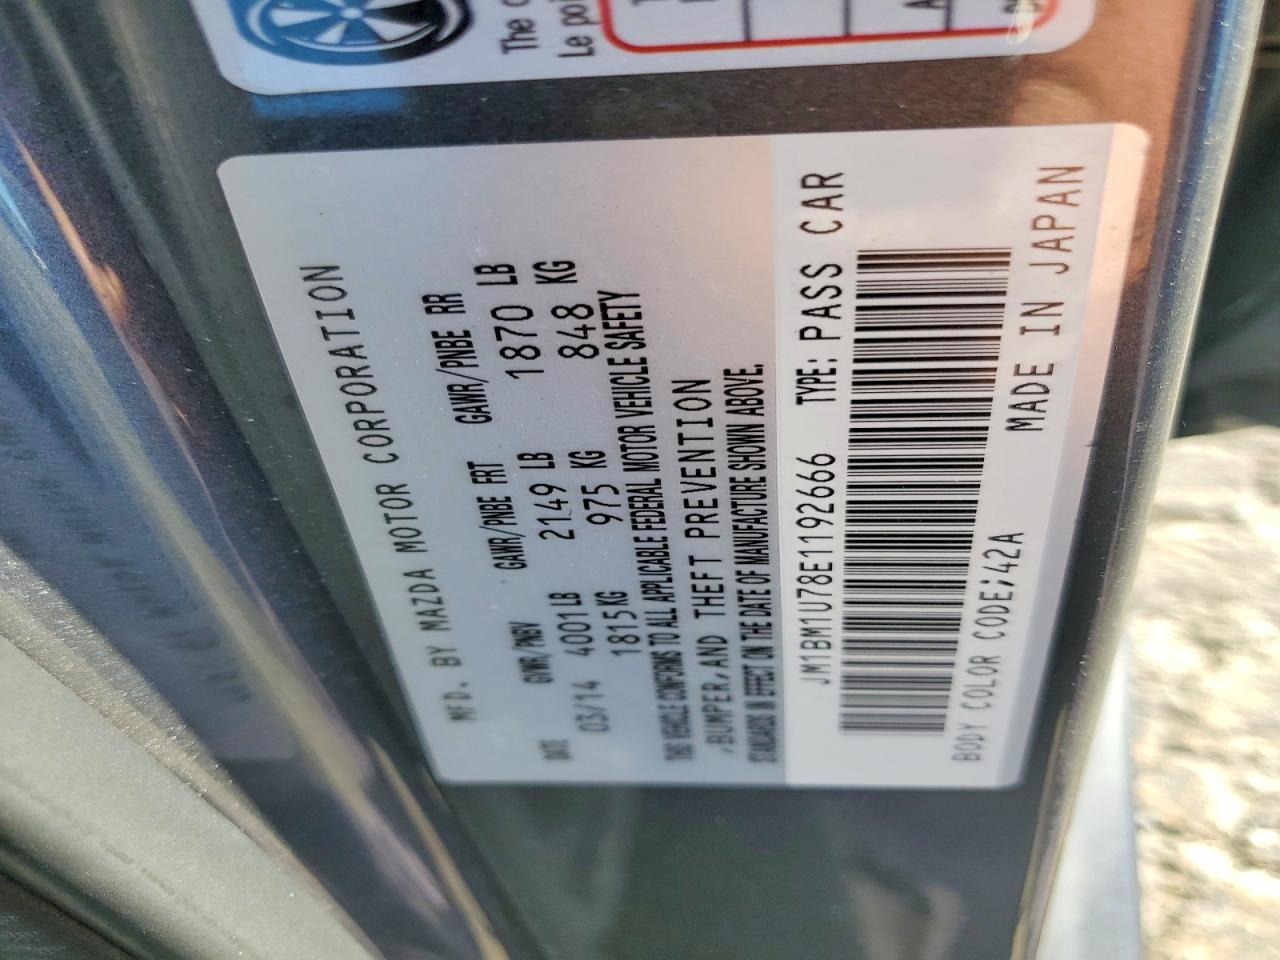 The
Le
MFD. BY MAZDA MOTOR CORPORATION
DATE GVWR/PNBV GAWR/PNBE FRT GAWR/PNBE RR
03/14 4001LB 2149 LB 1870 LB
1815KG 975 KG 848 KG
THIS VEHICLE CONFORMS TO ALL APPLICABLE FEDERAL MOTOR VEHICLE SAFETY
,BUMPER,AND THEFT PREVENTION
STANDARDS IN EFFECT ON THE DATE OF MANUFACTURE SHOWN ABOVE.
JM1BM1U78E1192666 TYPE: PASS CAR
BODY COLOR CODE;42A MADE IN JAPAN